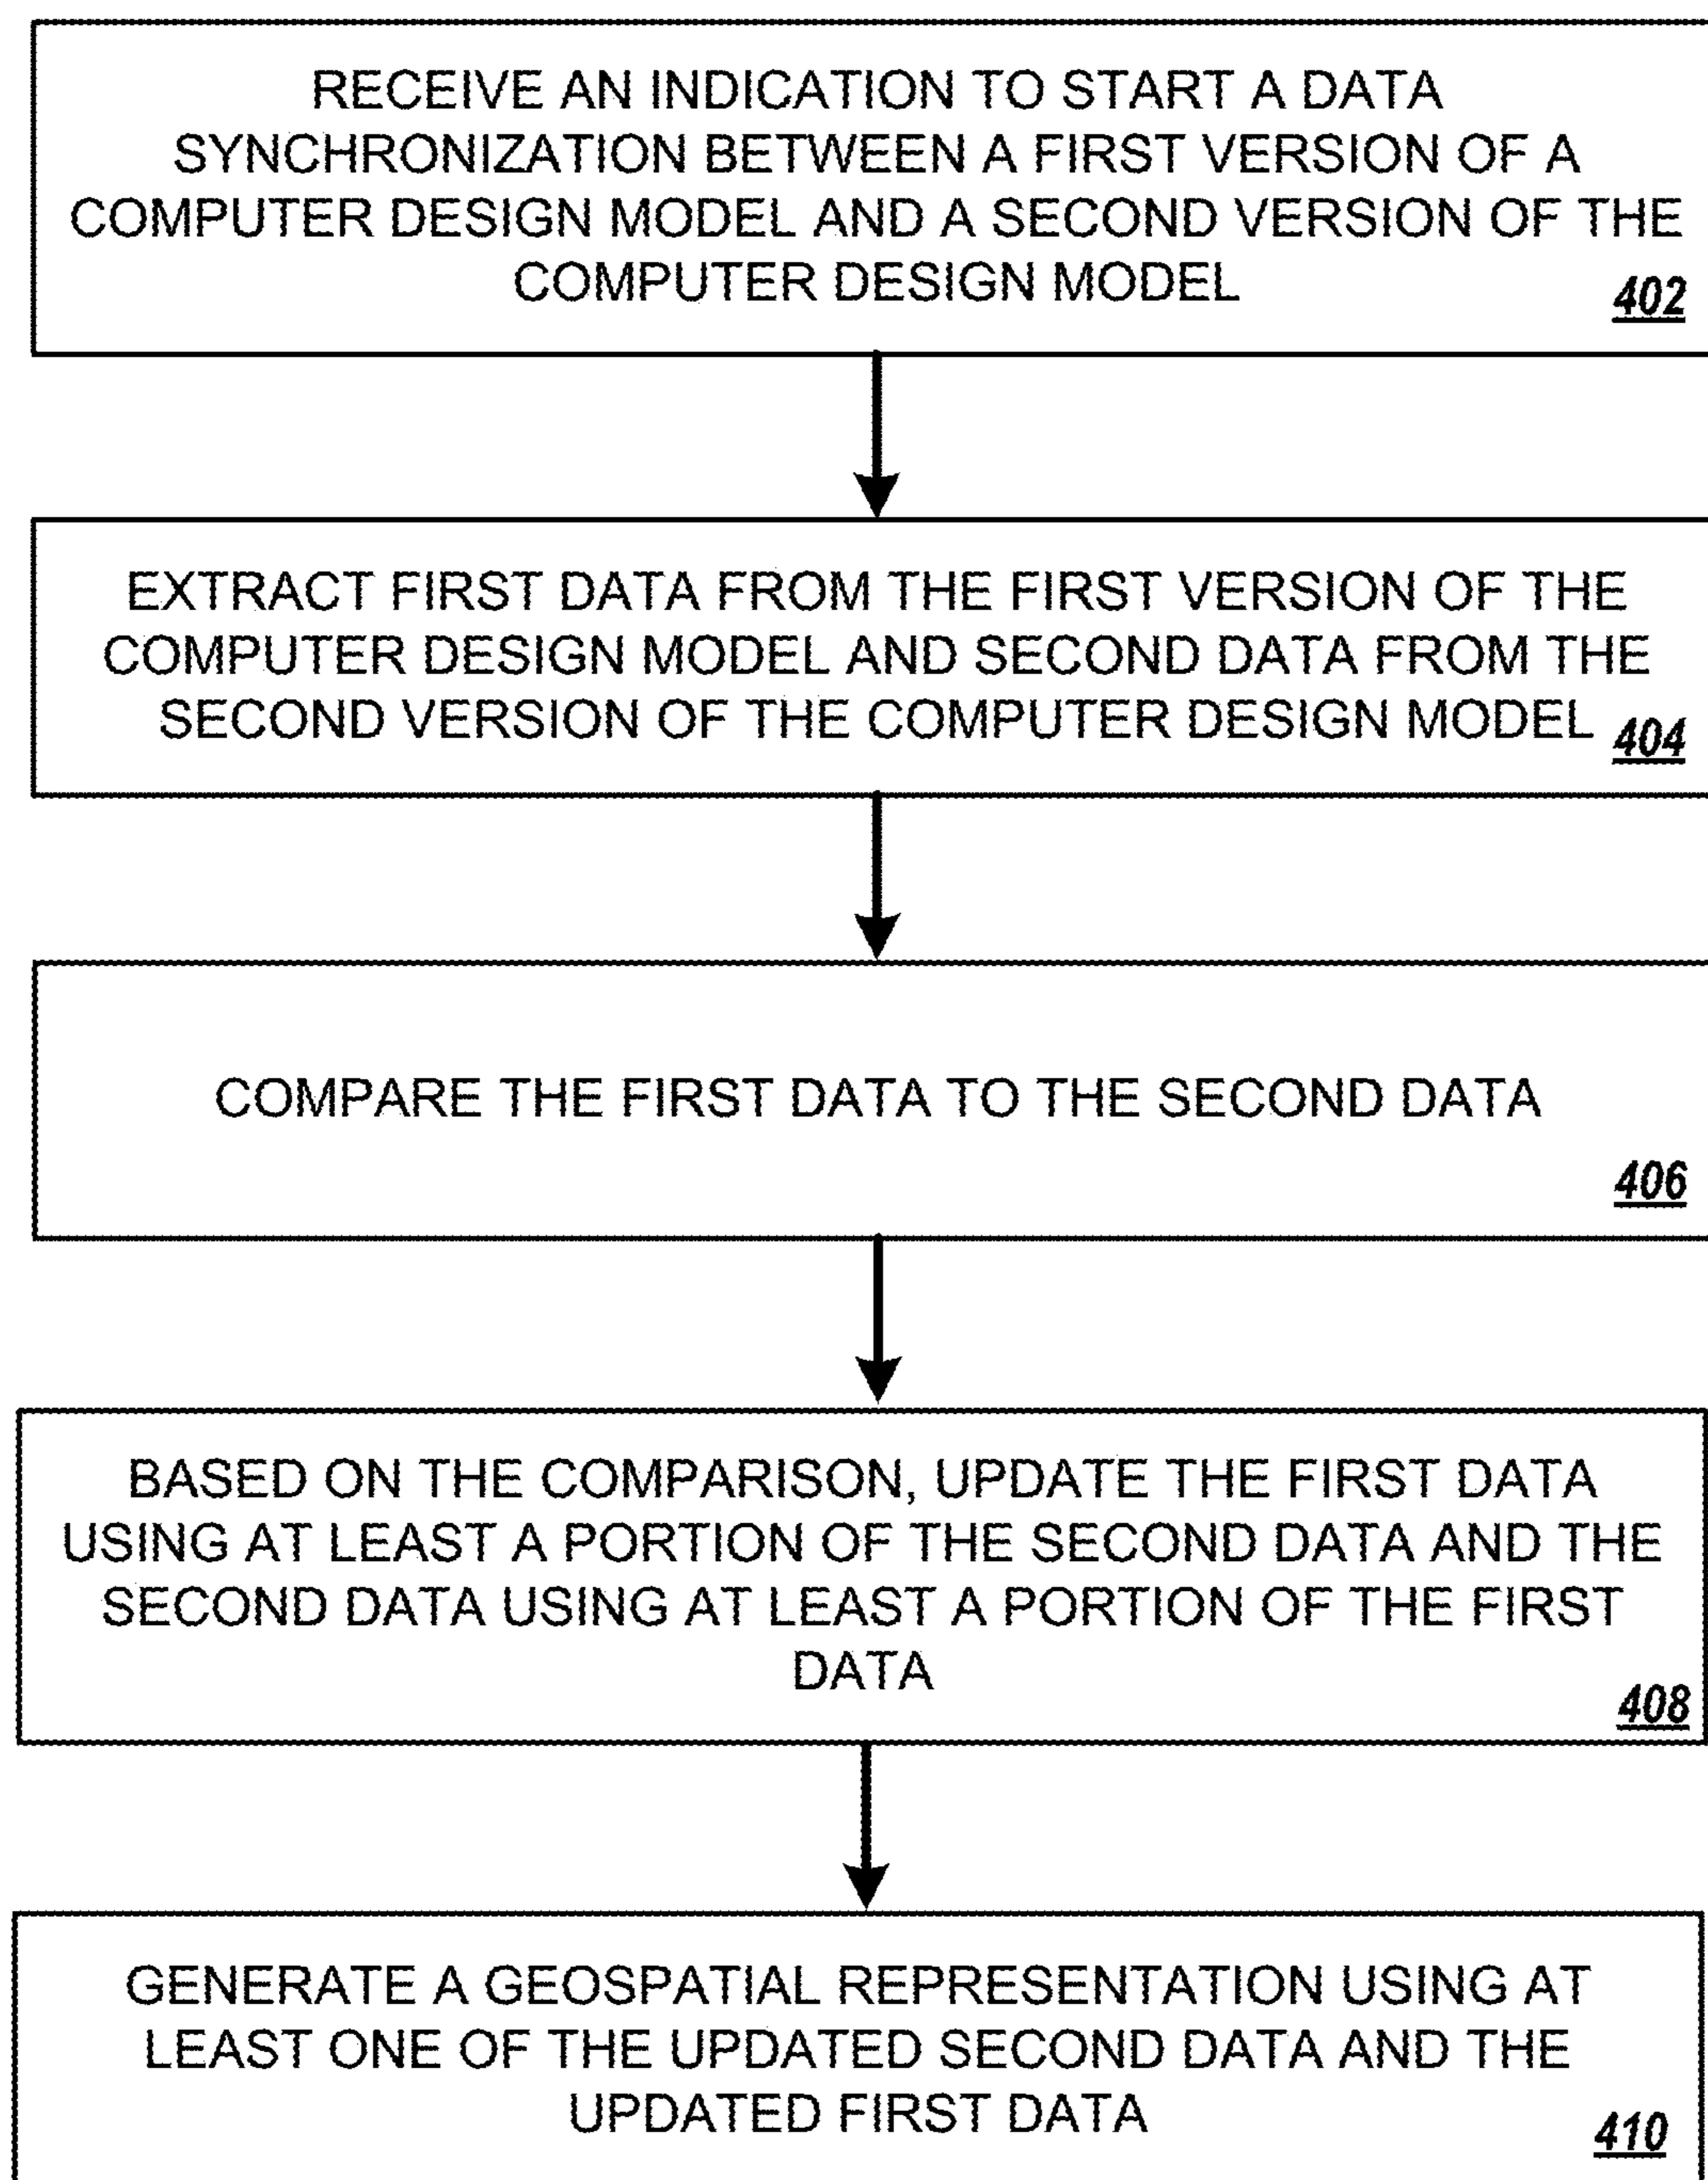 RECEIVE AN INDICATION TO START A DATA
SYNCHRONIZATION BETWEEN A FIRST VERSION OF A
COMPUTER DESIGN MODEL AND A SECOND VERSION OF THE
COMPUTER DESIGN MODEL
402
EXTRACT FIRST DATA FROM THE FIRST VERSION OF THE
COMPUTER DESIGN MODEL AND SECOND DATA FROM THE
SECOND VERSION OF THE COMPUTER DESIGN MODEL
404
COMPARE THE FIRST DATA TO THE SECOND DATA
406
BASED ON THE COMPARISON, UPDATE THE FIRST DATA
USING AT LEAST A PORTION OF THE SECOND DATA AND THE
SECOND DATA USING AT LEAST A PORTION OF THE FIRST
DATA
408
GENERATE A GEOSPATIAL REPRESENTATION USING AT
LEAST ONE OF THE UPDATED SECOND DATA AND THE
UPDATED FIRST DATA
410